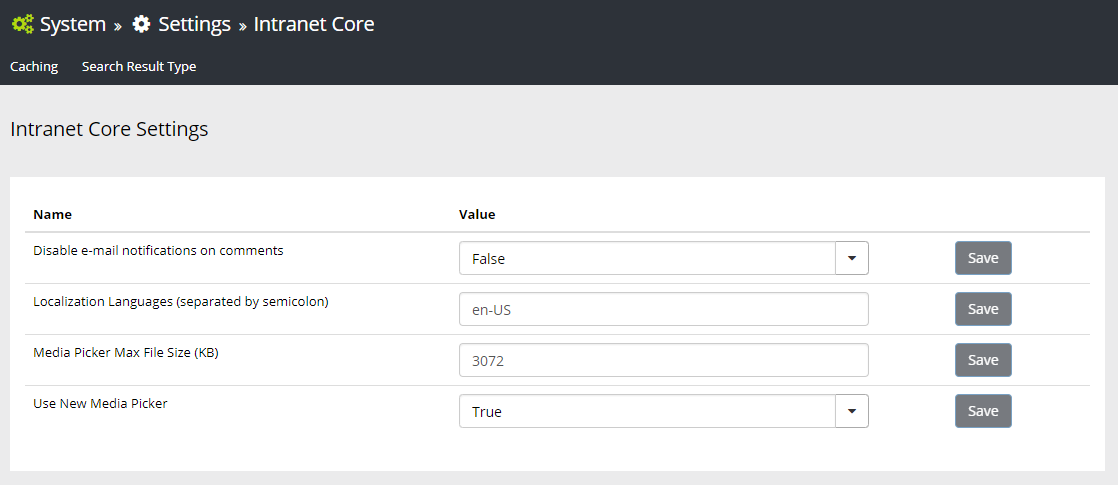 System » Settings » Intranet Core
Caching Search Result Type
Intranet Core Settings
Name Value
Disable e-mail notifications on comments False Save
Localization Languages (separated by semicolon) en-US Save
Media Picker Max File Size (KB) 3072 Save
Use New Media Picker True Save